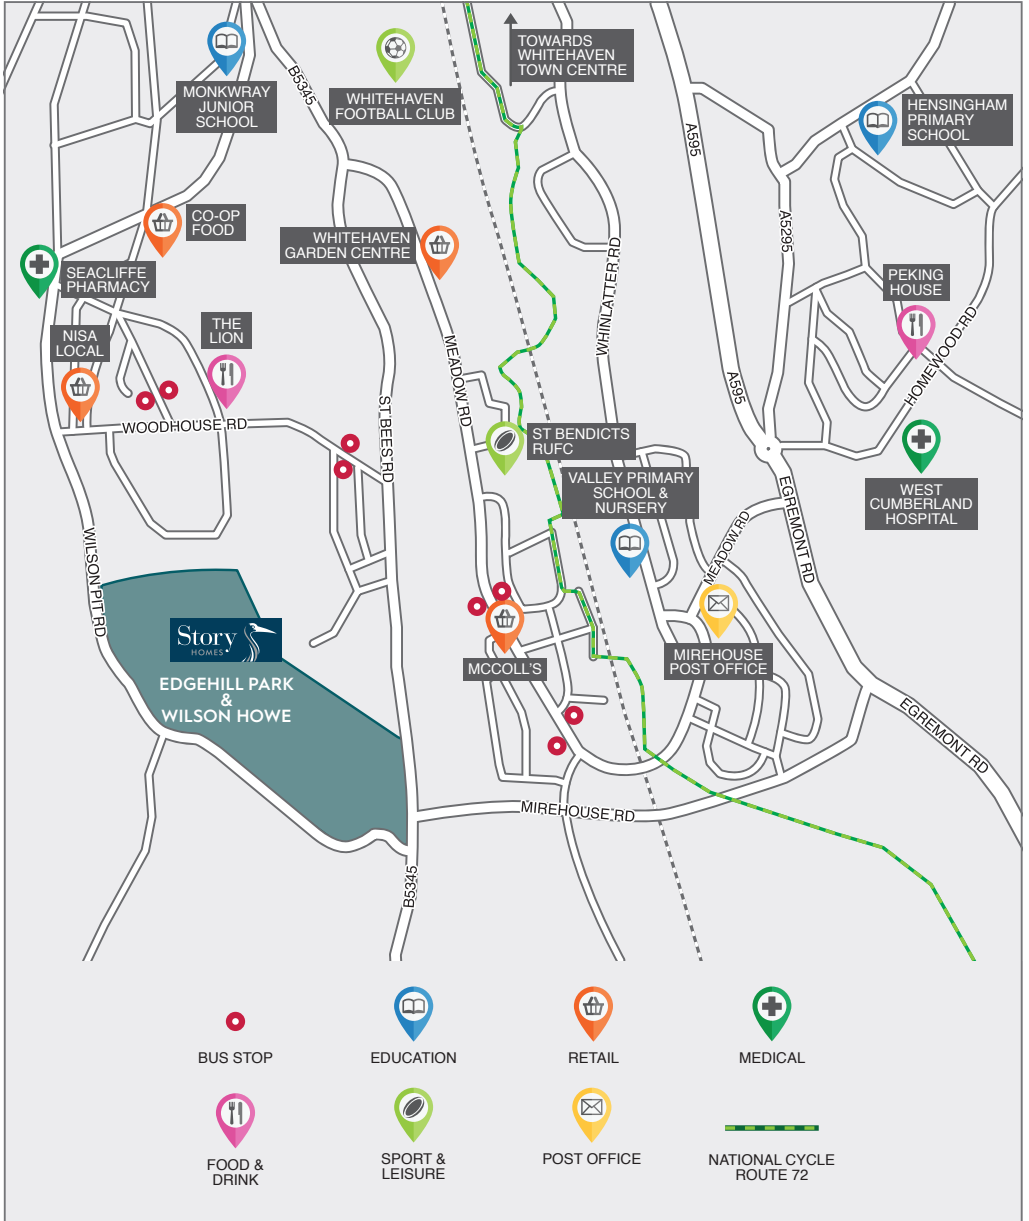 TOWARDS
WHITEHAVEN
TOWN CENTRE
B5345
MONKWRAY
JUNIOR
SCHOOL
WHITEHAVEN
FOOTBALL CLUB
A595
HENSINGHAM
PRIMARY
SCHOOL
CO-OP
FOOD
WHITEHAVEN
GARDEN CENTRE
A5295
SEACLIFFE
PHARMACY
WHINLATTER RD
PEKING
HOUSE
NISA
LOCAL
THE
LION
MEADOW RD
HOMEWOOD RD
A595
WOODHOUSE RD
ST BEES RD
ST BENDICTS
RUFC
VALLEY PRIMARY
SCHOOL &
NURSERY
EGREMONT RD
WEST
CUMBERLAND
HOSPITAL
WILSON PIT RD
MEADOW RD
Story
HOMES
EDGEHILL PARK
&
WILSON HOWE
MCCOLL'S
MIREHOUSE
POST OFFICE
EGREMONT RD
MIREHOUSE RD
B5345
BUS STOP
EDUCATION
RETAIL
MEDICAL
FOOD &
DRINK
SPORT &
LEISURE
POST OFFICE
NATIONAL CYCLE
ROUTE 72